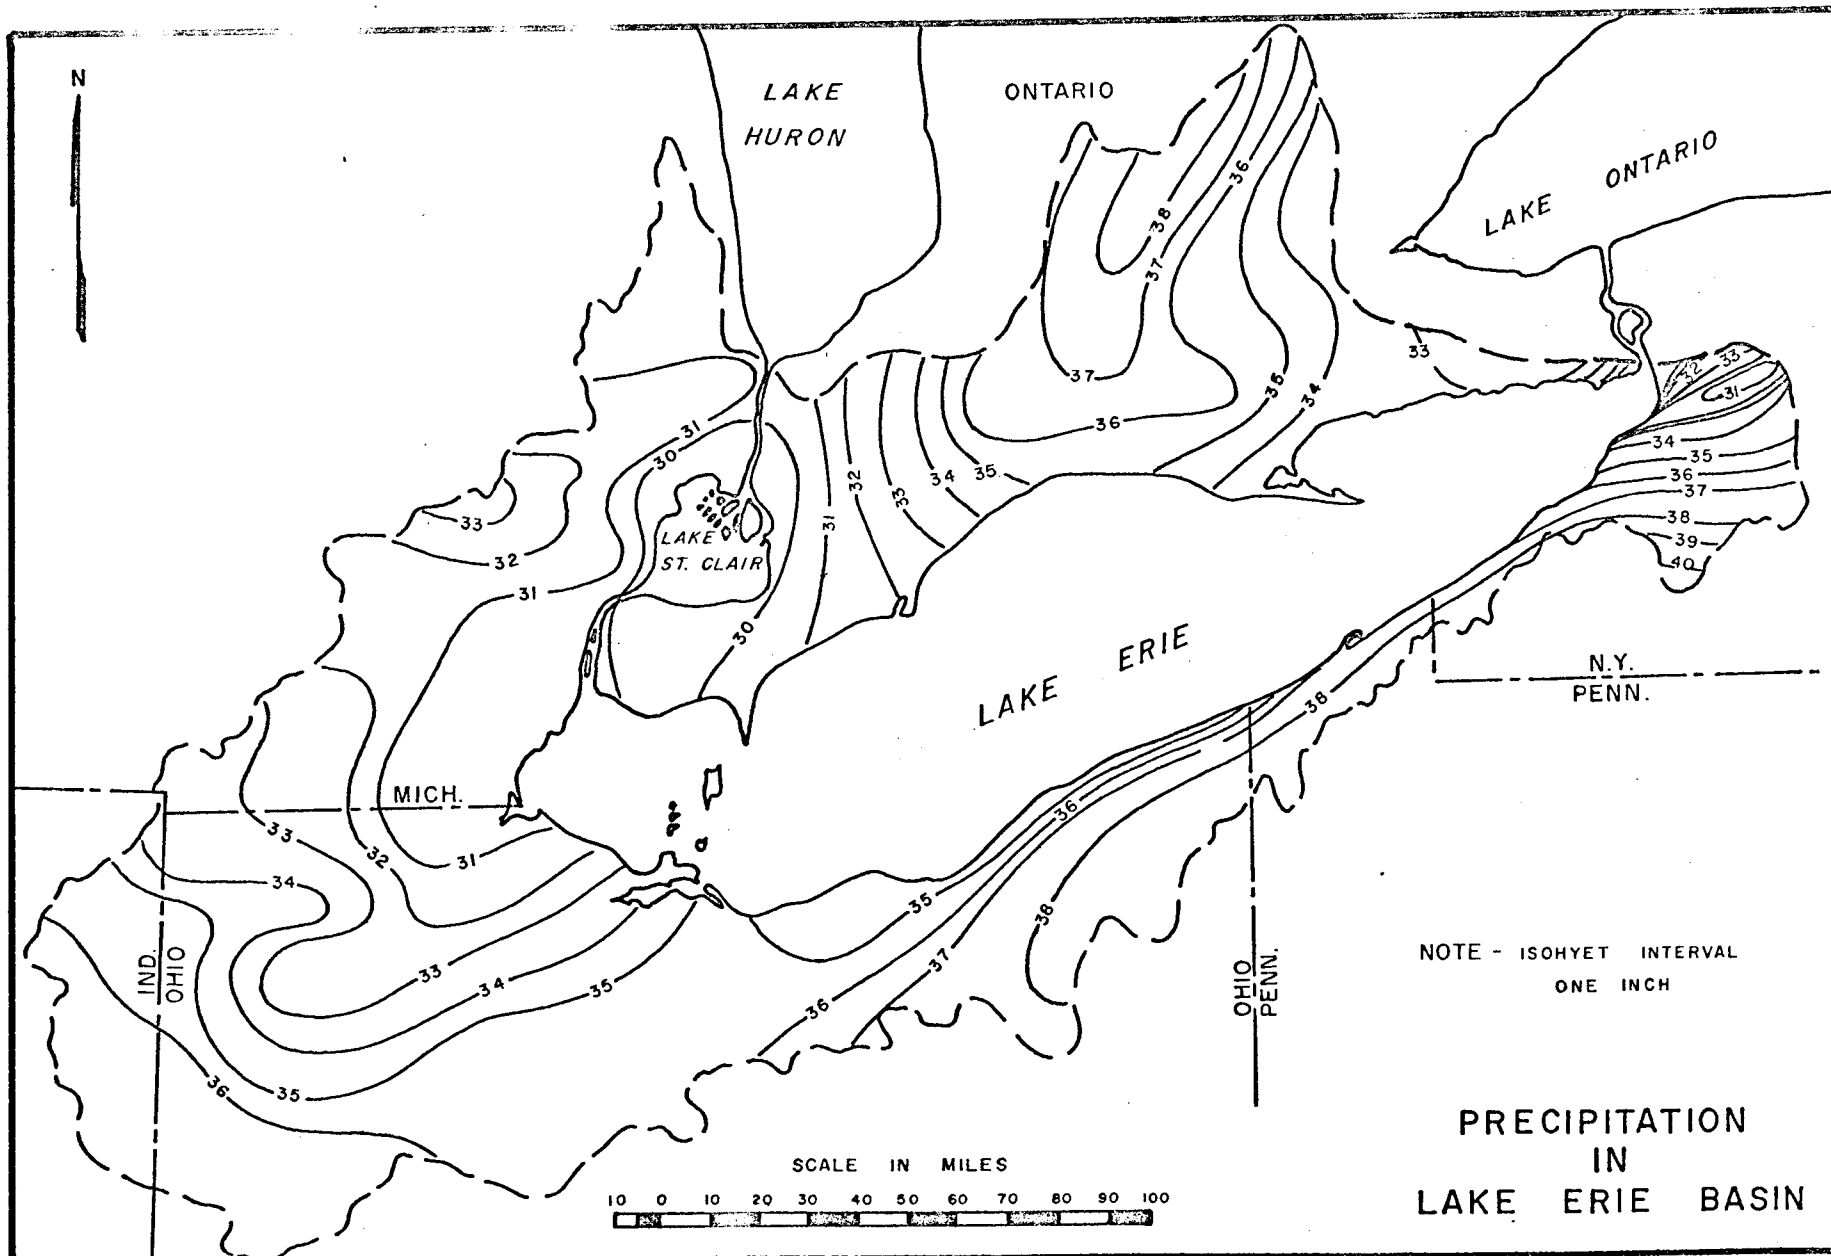 N
LAKE
HURON
ONTARIO
LAKE ONTARIO
38
36
37
37
36
35
34
33
33
32
31
34
35
36
37
38
39
40
31
30
32
31
33
34
35
33
32
31
LAKE
ST. CLAIR
30
LAKE ERIE
N.Y.
PENN.
38
MICH.
33
32
31
34
36
35
38
37
36
33
34
35
36
35
IND.
OHIO
OHIO
PENN.
NOTE - ISOHYET INTERVAL
ONE INCH
PRECIPITATION
IN
LAKE ERIE BASIN
SCALE IN MILES
10 0 10 20 30 40 50 60 70 80 90 100